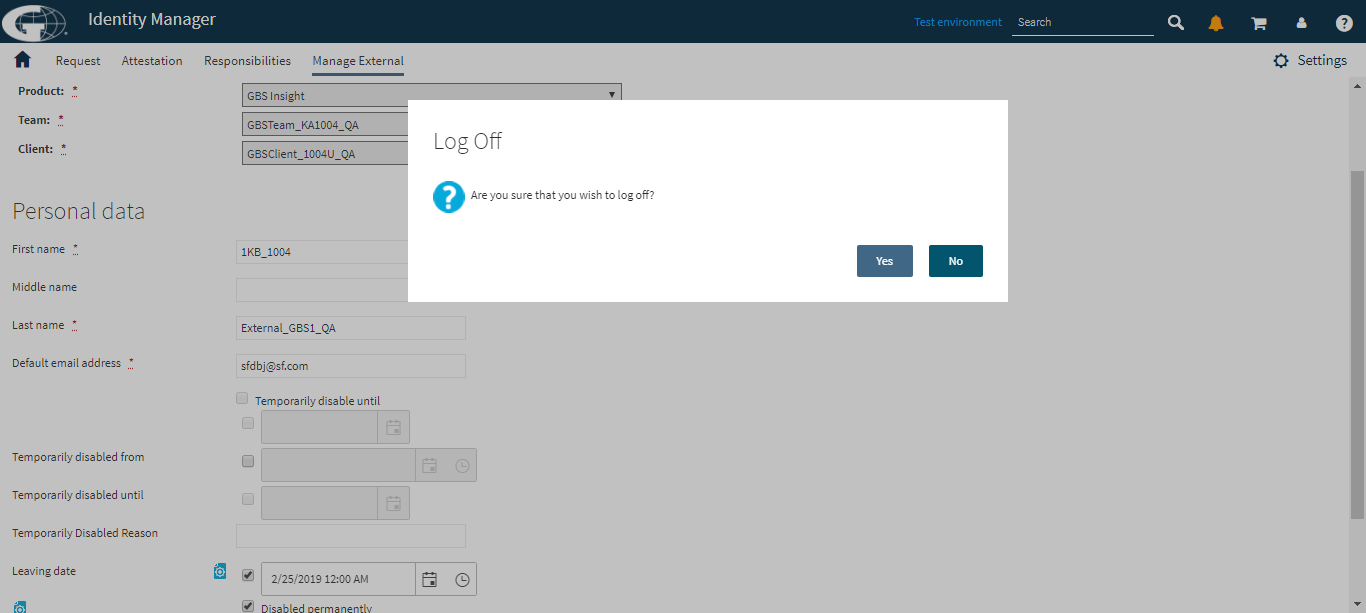 Identity Manager
Test environment
Search
Request
Attestation
Responsibilities
Manage External
Settings
Product: *
GBS Insight
Team: *
GBSTeam_KA1004_QA
Client: *
GBSClient_1004U_QA
Log Off
Are you sure that you wish to log off?
Yes
No
Personal data
First name *
1KB_1004
Middle name
Last name *
External_GBS1_QA
Default email address *
sfdbj@sf.com
Temporarily disable until
Temporarily disabled from
Temporarily disabled until
Temporarily Disabled Reason
Leaving date
2/25/2019 12:00 AM
Disabled permanently